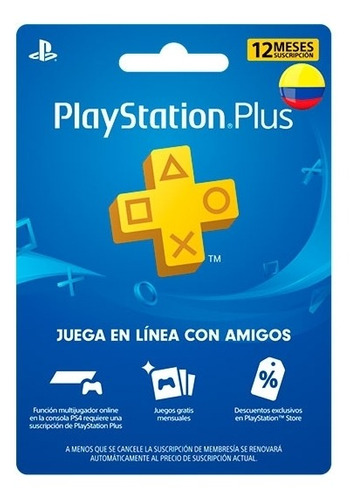 12 MESES
SUSCRIPCIÓN
PlayStation.Plus
TM
JUEGA EN LÍNEA CON AMIGOS
Función multijugador online
en la consola PS4 requiere una
suscripción de PlayStation Plus
Juegos gratis
mensuales
Descuentos exclusivos
en PlayStation™ Store
A MENOS QUE SE CANCELE LA SUSCRIPCIÓN DE MEMBRESÍA SE RENOVARÁ
AUTOMÁTICAMENTE AL PRECIO DE SUSCRIPCIÓN ACTUAL.